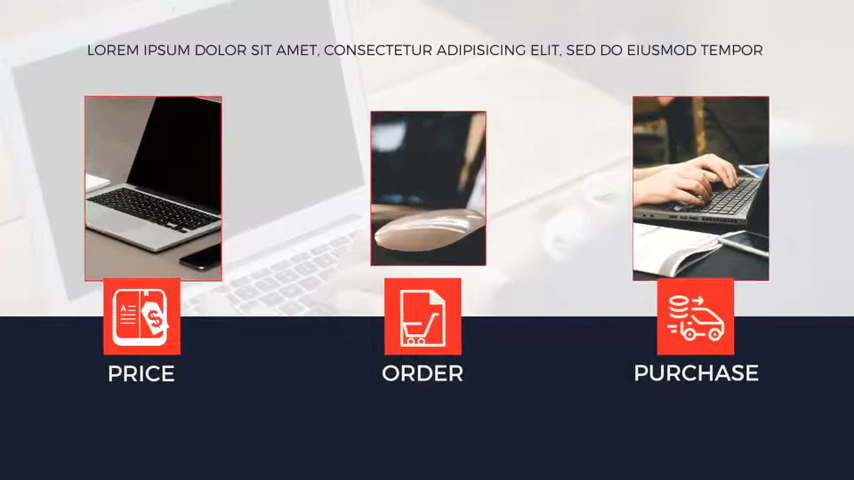 LOREM IPSUM DOLOR SIT AMET, CONSECTETUR ADIPISICING ELIT, SED DO EIUSMOD TEMPOR
A
$
PRICE
ORDER
PURCHASE